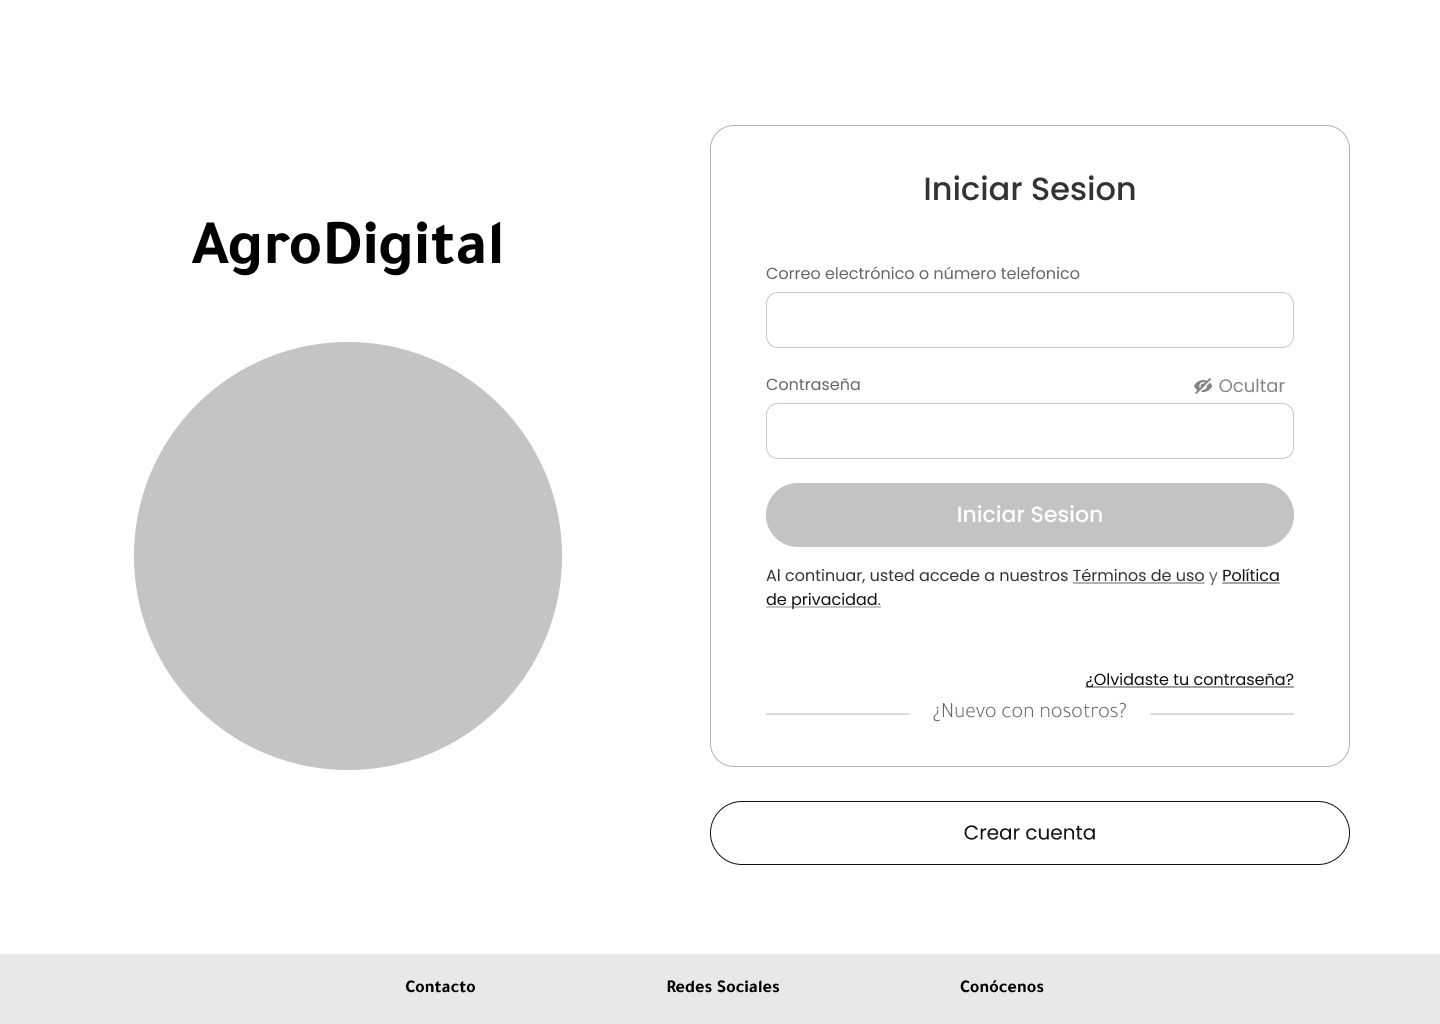 AgroDigital
Iniciar Sesion
Correo electrónico o número telefonico
Contraseña
Ocultar
Iniciar Sesion
Al continuar, usted accede a nuestros Términos de uso y Política
de privacidad.
¿Olvidaste tu contraseña?
¿Nuevo con nosotros?
Crear cuenta
Contacto
Redes Sociales
Conócenos